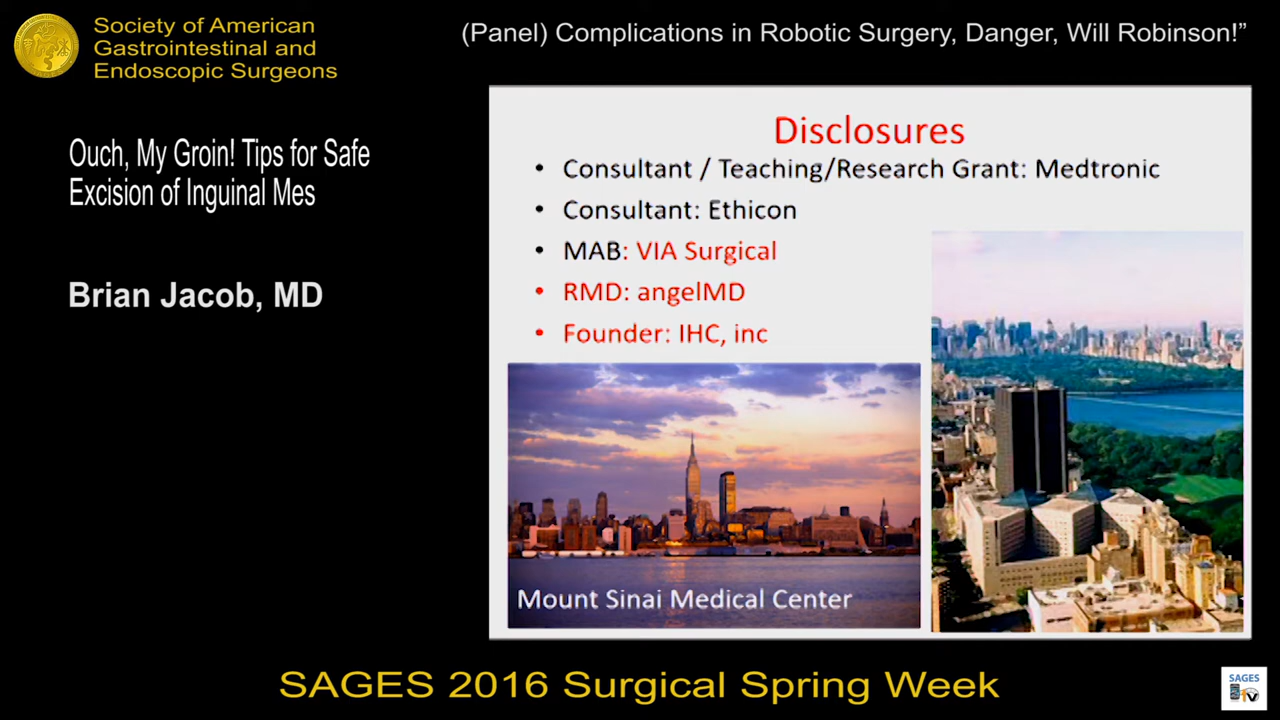 Society of American
Gastrointestinal and
Endoscopic Surgeons
(Panel) Complications in Robotic Surgery, Danger, Will Robinson!”
Ouch, My Groin! Tips for Safe
Excision of Inguinal Mes
Brian Jacob, MD
Disclosures
• Consultant / Teaching/Research Grant: Medtronic
• Consultant: Ethicon
• MAB: VIA Surgical
• RMD: angelMD
• Founder: IHC, inc
Mount Sinai Medical Center
SAGES 2016 Surgical Spring Week
SAGES
TV